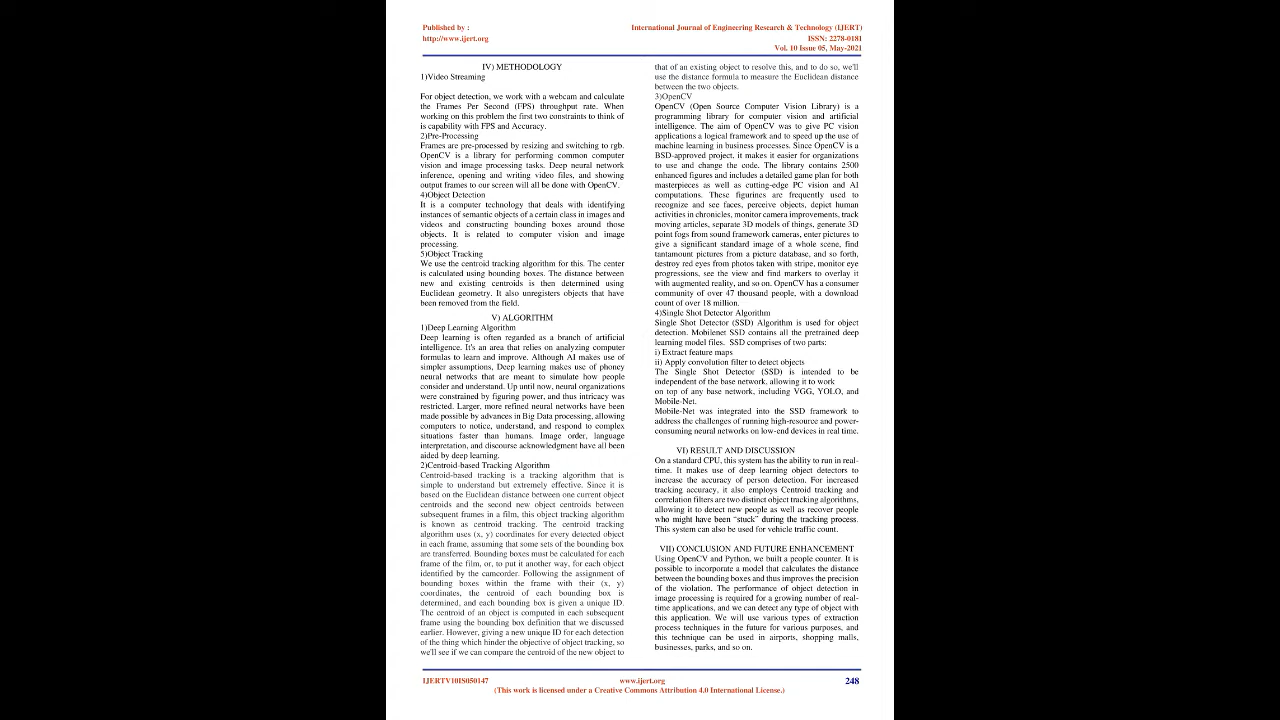 Published by :
http://www.ijert.org
International Journal of Engineering Research & Technology (IJERT)
ISSN: 2278-0181
Vol. 10 Issue 05, May-2021
IV) METHODOLOGY
1)Video Streaming
For object detection, we work with a webcam and calculate
the Frames Per Second (FPS) throughput rate. When
working on this problem the first two constraints to think of
is capability with FPS and Accuracy.
2)Pre-Processing
Frames are pre-processed by resizing and switching to rgb.
OpenCV is a library for performing common computer
vision and image processing tasks. Deep neural network
inference, opening and writing video files, and showing
output frames to our screen will all be done with OpenCV.
4)Object Detection
It is a computer technology that deals with identifying
instances of semantic objects of a certain class in images and
videos and constructing bounding boxes around those
objects. It is related to computer vision and image
processing.
5)Object Tracking
We use the centroid tracking algorithm for this. The center
is calculated using bounding boxes. The distance between
new and existing centroids is then determined using
Euclidean geometry. It also unregisters objects that have
been removed from the field.
V) ALGORITHM
1)Deep Learning Algorithm
Deep learning is often regarded as a branch of artificial
intelligence. It's an area that relies on analyzing computer
formulas to learn and improve. Although AI makes use of
simpler assumptions, Deep learning makes use of phoney
neural networks that are meant to simulate how people
consider and understand. Up until now, neural organizations
were constrained by figuring power, and thus intricacy was
restricted. Larger, more refined neural networks have been
made possible by advances in Big Data processing, allowing
computers to notice, understand, and respond to complex
situations faster than humans. Image order, language
interpretation, and discourse acknowledgment have all been
aided by deep learning.
2)Centroid-based Tracking Algorithm
Centroid-based tracking is a tracking algorithm that is
simple to understand but extremely effective. Since it is
based on the Euclidean distance between one current object
centroids and the second new object centroids between
subsequent frames in a film, this object tracking algorithm
is known as centroid tracking. The centroid tracking
algorithm uses (x, y) coordinates for every detected object
in each frame, assuming that some sets of the bounding box
are transferred. Bounding boxes must be calculated for each
frame of the film, or, to put it another way, for each object
identified by the camcorder. Following the assignment of
bounding boxes within the frame with their (x, y)
coordinates, the centroid of each bounding box is
determined, and each bounding box is given a unique ID.
The centroid of an object is computed in each subsequent
frame using the bounding box definition that we discussed
earlier. However, giving a new unique ID for each detection
of the thing which hinder the objective of object tracking, so
we'll see if we can compare the centroid of the new object to
that of an existing object to resolve this, and to do so, we'll
use the distance formula to measure the Euclidean distance
between the two objects.
3)OpenCV
OpenCV (Open Source Computer Vision Library) is a
programming library for computer vision and artificial
intelligence. The aim of OpenCV was to give PC vision
applications a logical framework and to speed up the use of
machine learning in business processes. Since OpenCV is a
BSD-approved project, it makes it easier for organizations
to use and change the code. The library contains 2500
enhanced figures and includes a detailed game plan for both
masterpieces as well as cutting-edge PC vision and AI
computations. These figurines are frequently used to
recognize and see faces, perceive objects, depict human
activities in chronicles, monitor camera improvements, track
moving articles, separate 3D models of things, generate 3D
point fogs from sound framework cameras, enter pictures to
give a significant standard image of a whole scene, find
tantamount pictures from a picture database, and so forth,
destroy red eyes from photos taken with stripe, monitor eye
progressions, see the view and find markers to overlay it
with augmented reality, and so on. OpenCV has a consumer
community of over 47 thousand people, with a download
count of over 18 million.
4)Single Shot Detector Algorithm
Single Shot Detector (SSD) Algorithm is used for object
detection. Mobilenet SSD contains all the pretrained deep
learning model files. SSD comprises of two parts:
i) Extract feature maps
ii) Apply convolution filter to detect objects
The Single Shot Detector (SSD) is intended to be
independent of the base network, allowing it to work
on top of any base network, including VGG, YOLO, and
Mobile-Net.
Mobile-Net was integrated into the SSD framework to
address the challenges of running high-resource and power-
consuming neural networks on low-end devices in real time.
VI) RESULT AND DISCUSSION
On a standard CPU, this system has the ability to run in real-
time. It makes use of deep learning object detectors to
increase the accuracy of person detection. For increased
tracking accuracy, it also employs Centroid tracking and
correlation filters are two distinct object tracking algorithms,
allowing it to detect new people as well as recover people
who might have been “stuck” during the tracking process.
This system can also be used for vehicle traffic count.
VII) CONCLUSION AND FUTURE ENHANCEMENT
Using OpenCV and Python, we built a people counter. It is
possible to incorporate a model that calculates the distance
between the bounding boxes and thus improves the precision
of the violation. The performance of object detection in
image processing is required for a growing number of real-
time applications, and we can detect any type of object with
this application. We will use various types of extraction
process techniques in the future for various purposes, and
this technique can be used in airports, shopping malls,
businesses, parks, and so on.
IJERTV10IS050147
www.ijert.org
248
(This work is licensed under a Creative Commons Attribution 4.0 International License.)